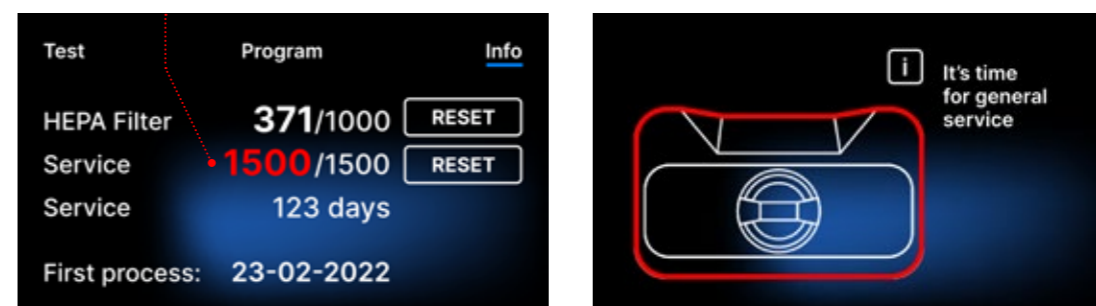 Test Program Info
HEPA Filter 371/1000 RESET
Service 1500/1500 RESET
Service 123 days
First process: 23-02-2022
i
It's time
for general
service